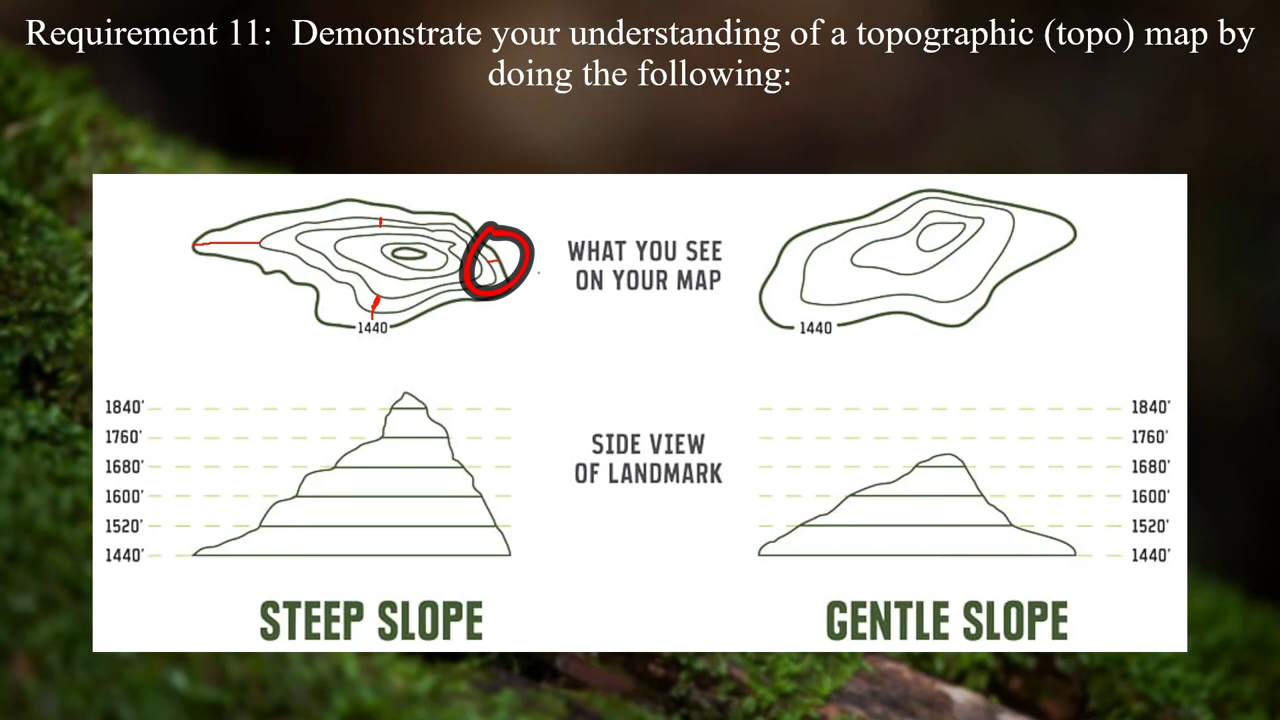 Requirement 11:  Demonstrate your understanding of a topographic (topo) map by
doing the following:
1440
WHAT YOU SEE
ON YOUR MAP
1440
1840'
1760'
1680'
1600'
1520'
1440'
SIDE VIEW
OF LANDMARK
1840'
1760'
1680'
1600'
1520'
1440'
STEEP SLOPE
GENTLE SLOPE